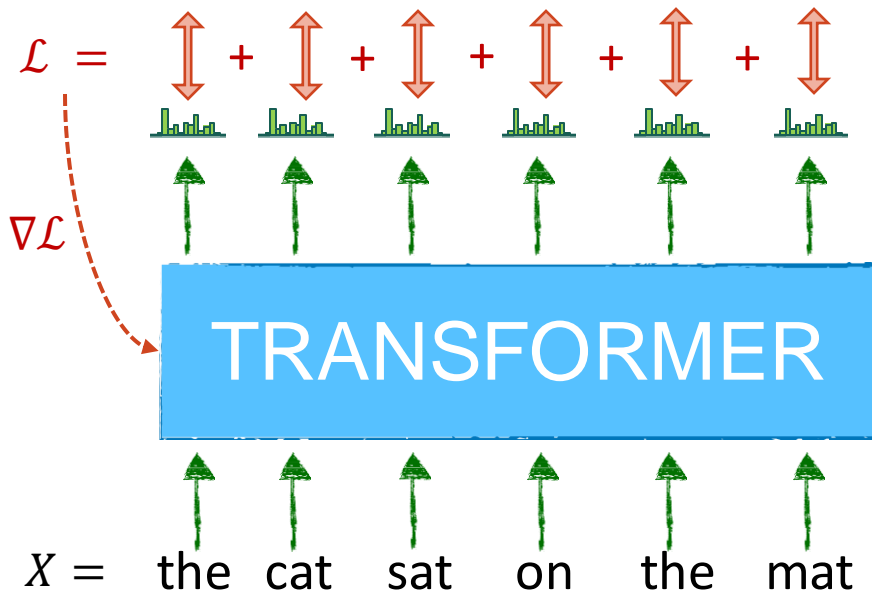 ℒ = + + + + +
∇ℒ
TRANSFORMER
X = the cat sat on the mat